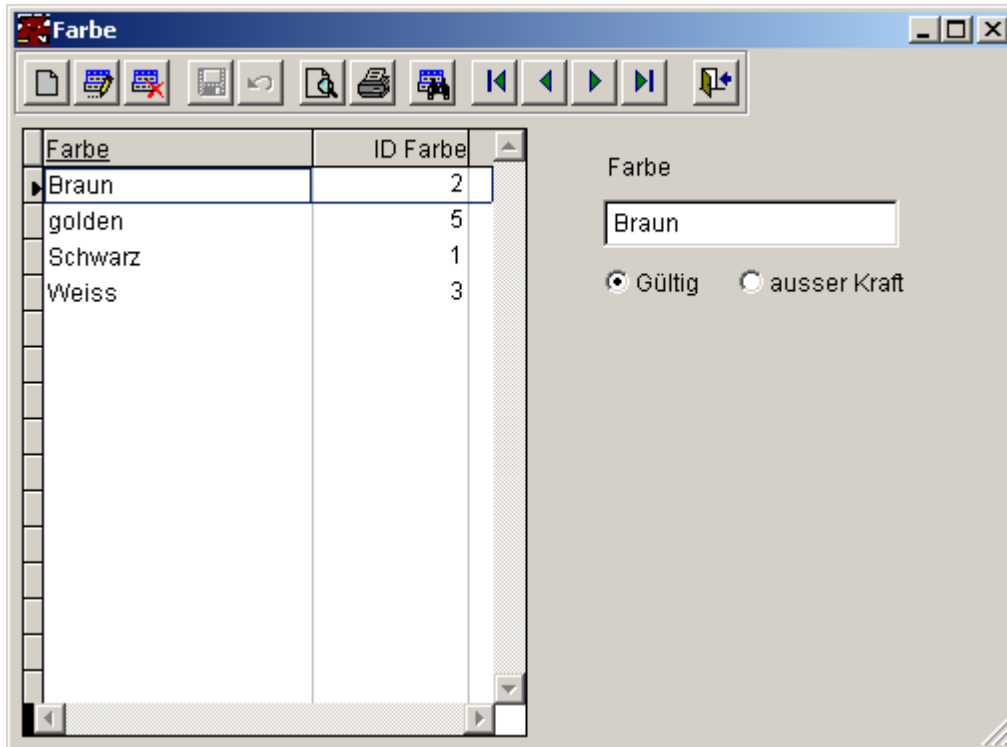 Farbe
Farbe ID Farbe
Braun 2
golden 5
Schwarz 1
Weiss 3
Farbe
Braun
Gültig ausser Kraft